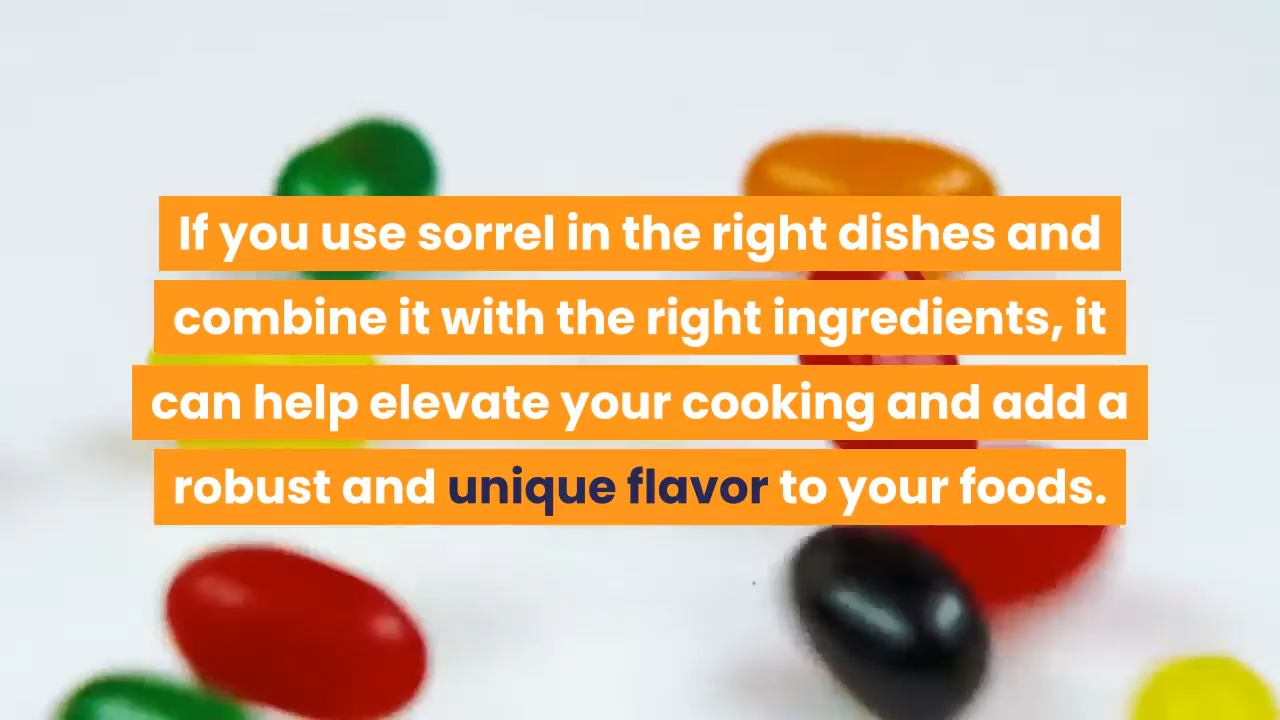 If you use sorrel in the right dishes and
combine it with the right ingredients, it
can help elevate your cooking and add a
robust and unique flavor to your foods.